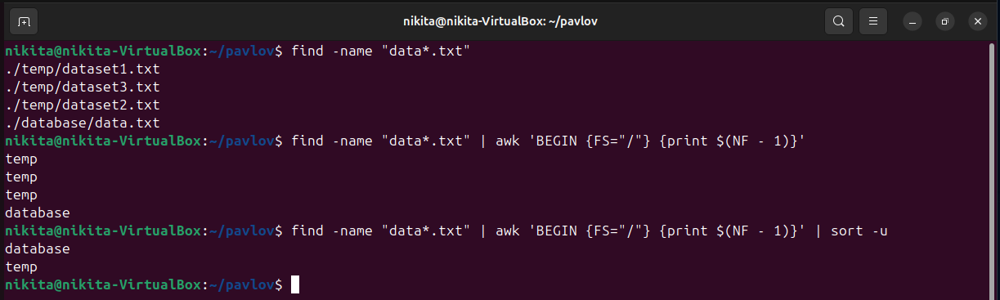 nikita@nikita-VirtualBox: ~/pavlov
nikita@nikita-VirtualBox:~/pavlov$ find -name "data*.txt"
./temp/dataset1.txt
./temp/dataset3.txt
./temp/dataset2.txt
./database/data.txt
nikita@nikita-VirtualBox:~/pavlov$ find -name "data*.txt" | awk 'BEGIN {FS="/"} {print $(NF - 1)}'
temp
temp
temp
database
nikita@nikita-VirtualBox:~/pavlov$ find -name "data*.txt" | awk 'BEGIN {FS="/"} {print $(NF - 1)}' | sort -u
database
temp
nikita@nikita-VirtualBox:~/pavlov$